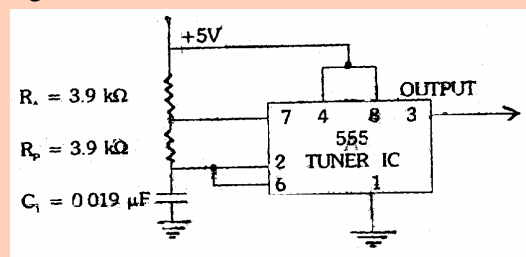 +5V
OUTPUT
Rₐ = 3.9 kΩ
7 4 8 3
555
Rₚ = 3.9 kΩ
2 TUNER IC
6 1
C₁ = 0 019 µF